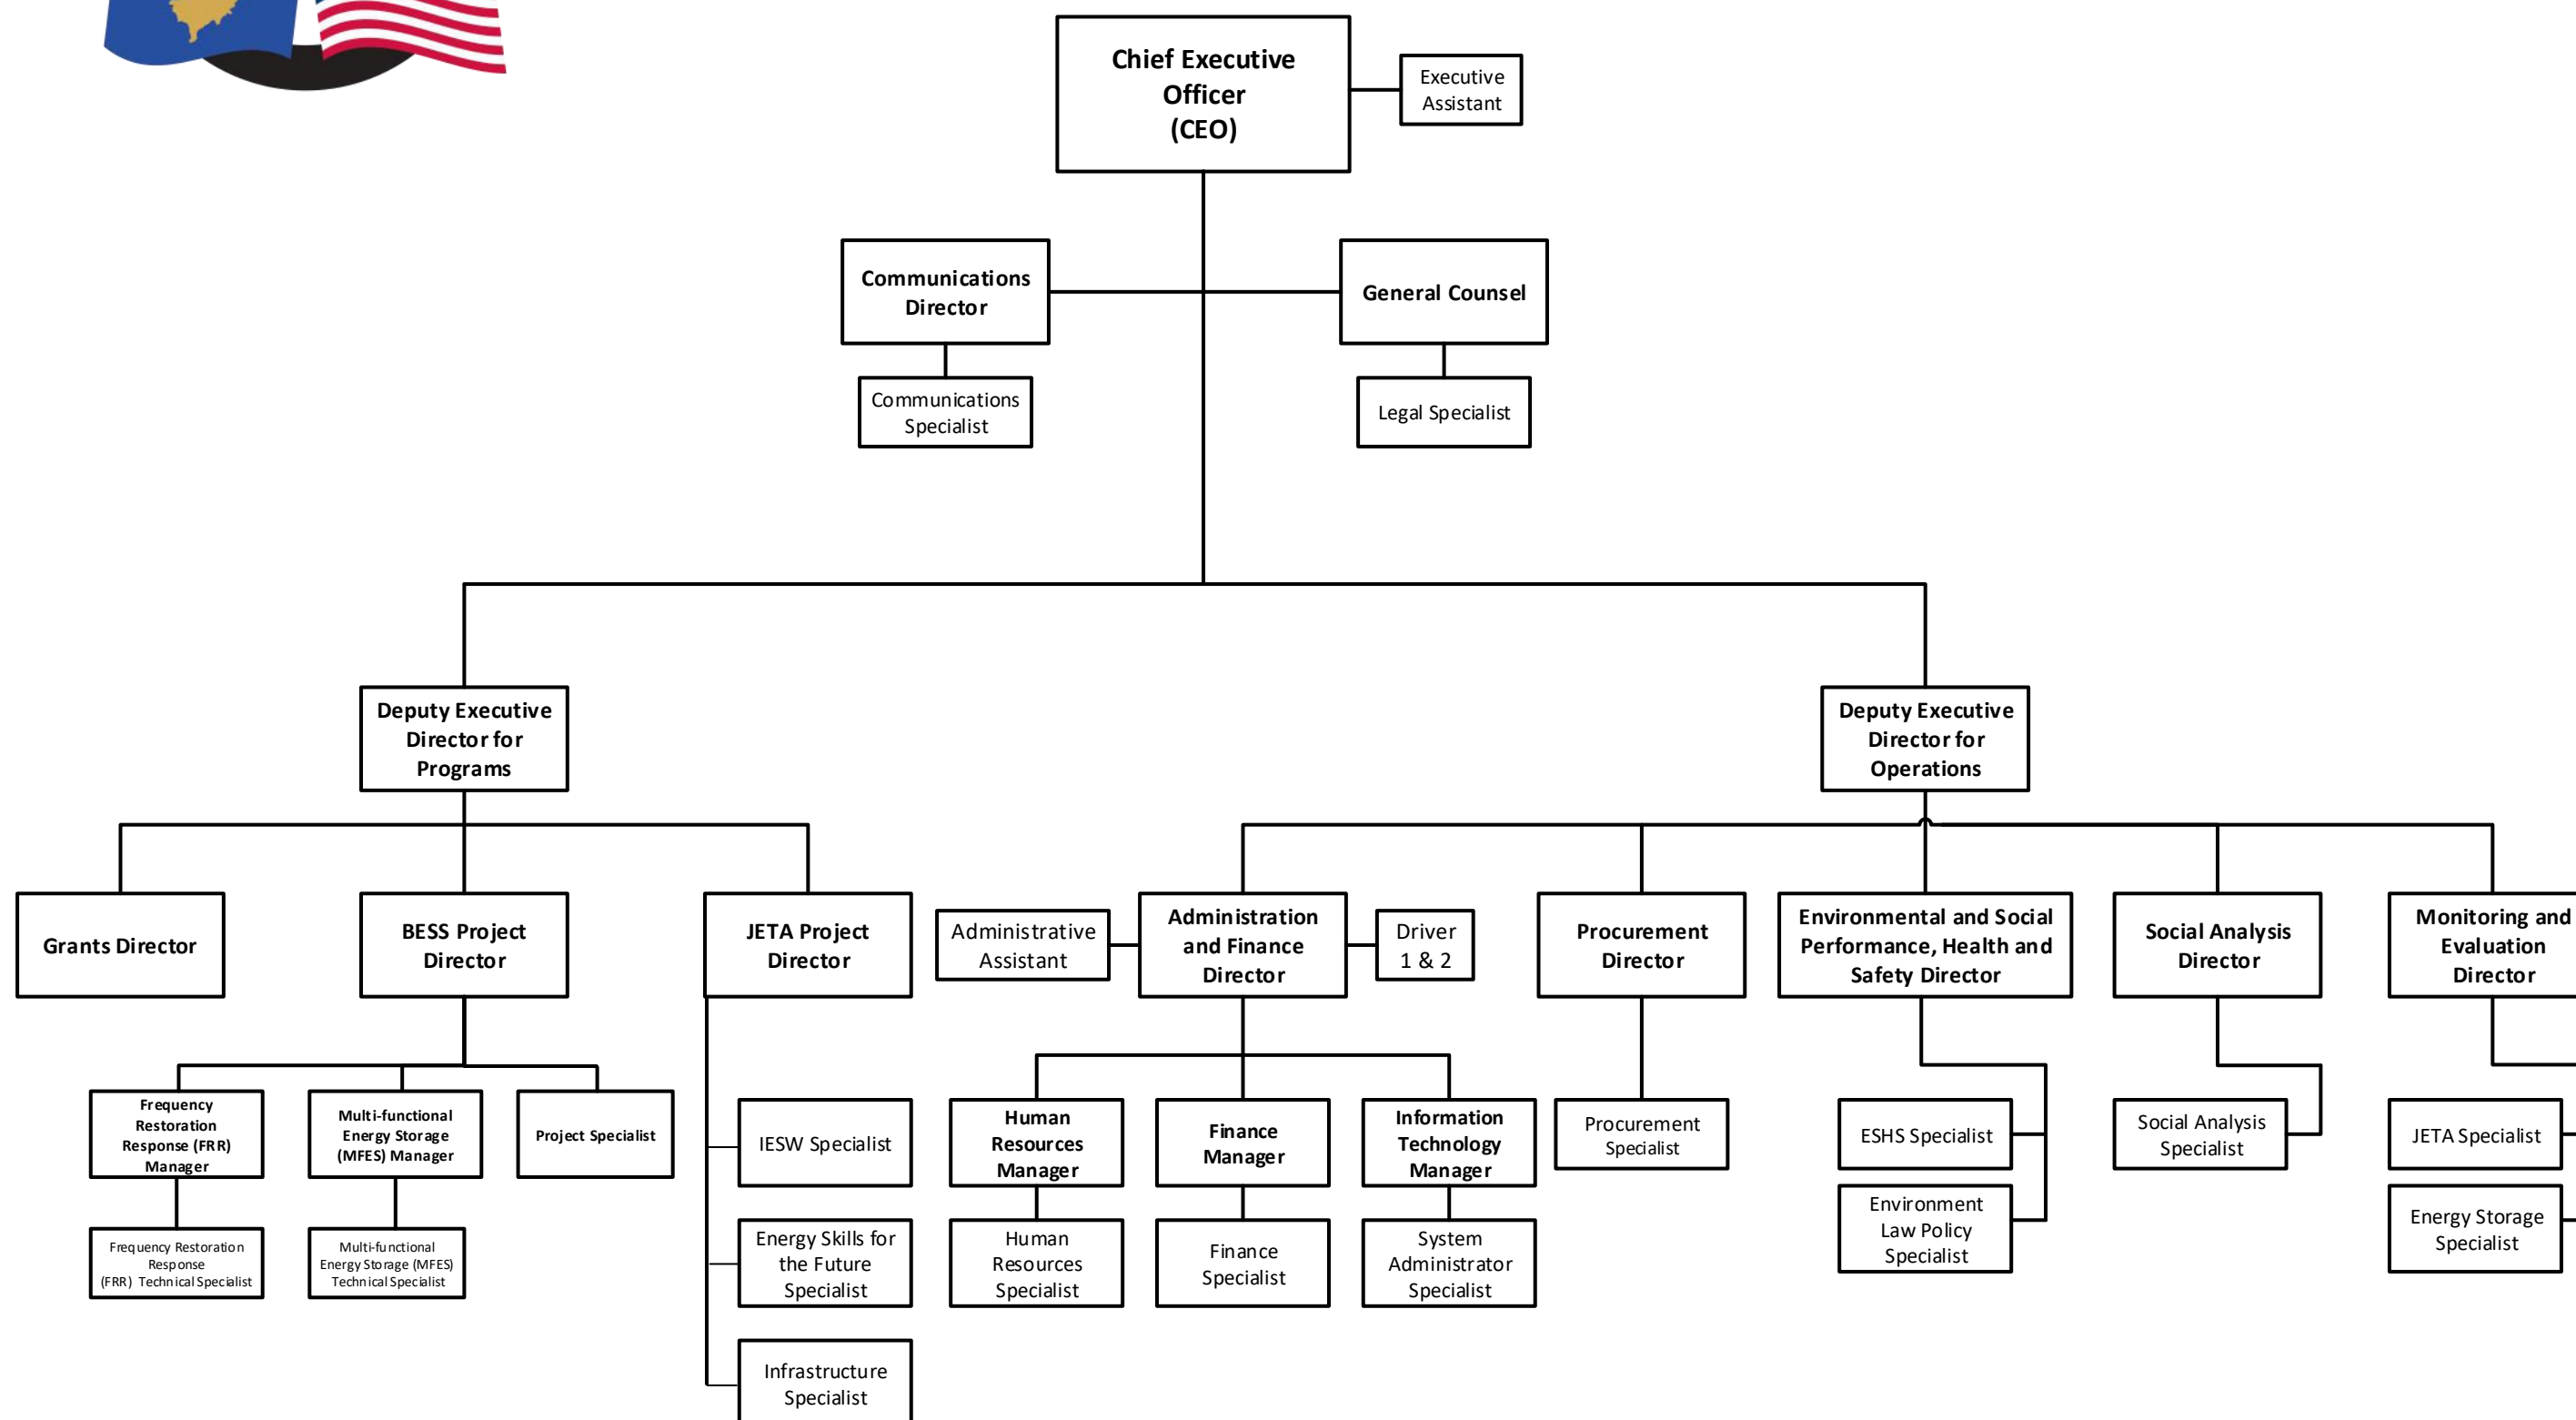 Chief Executive
Officer
(CEO)
Executive
Assistant
Communications
Director
General Counsel
Communications
Specialist
Legal Specialist
Deputy Executive
Director for
Programs
Deputy Executive
Director for
Operations
Grants Director
BESS Project
Director
JETA Project
Director
Administrative
Assistant
Administration
and Finance
Director
Driver
1 & 2
Procurement
Director
Environmental and Social
Performance, Health and
Safety Director
Social Analysis
Director
Monitoring and
Evaluation
Director
Frequency
Restoration
Response (FRR)
Manager
Multi-functional
Energy Storage
(MFES) Manager
Project Specialist
IESW Specialist
Human
Resources
Manager
Finance
Manager
Information
Technology
Manager
Procurement
Specialist
ESHS Specialist
Social Analysis
Specialist
JETA Specialist
Frequency Restoration
Response
(FRR) Technical Specialist
Multi-functional
Energy Storage (MFES)
Technical Specialist
Energy Skills for
the Future
Specialist
Human
Resources
Specialist
Finance
Specialist
System
Administrator
Specialist
Environment
Law Policy
Specialist
Energy Storage
Specialist
Infrastructure
Specialist